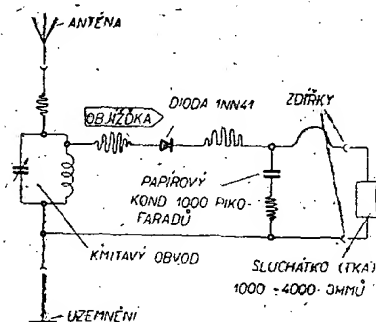 ANTÉNA
OBJÍŽĎKA
DIODA 1NN41
ZDÍŘKY
PAPÍROVÝ
KOND 1000 PIKO-
FARADŮ
KMITAVÝ OBVOD
SLUCHÁTKO (TKA)
1000 - 4000 OHMŮ
UZEMNĚNÍ